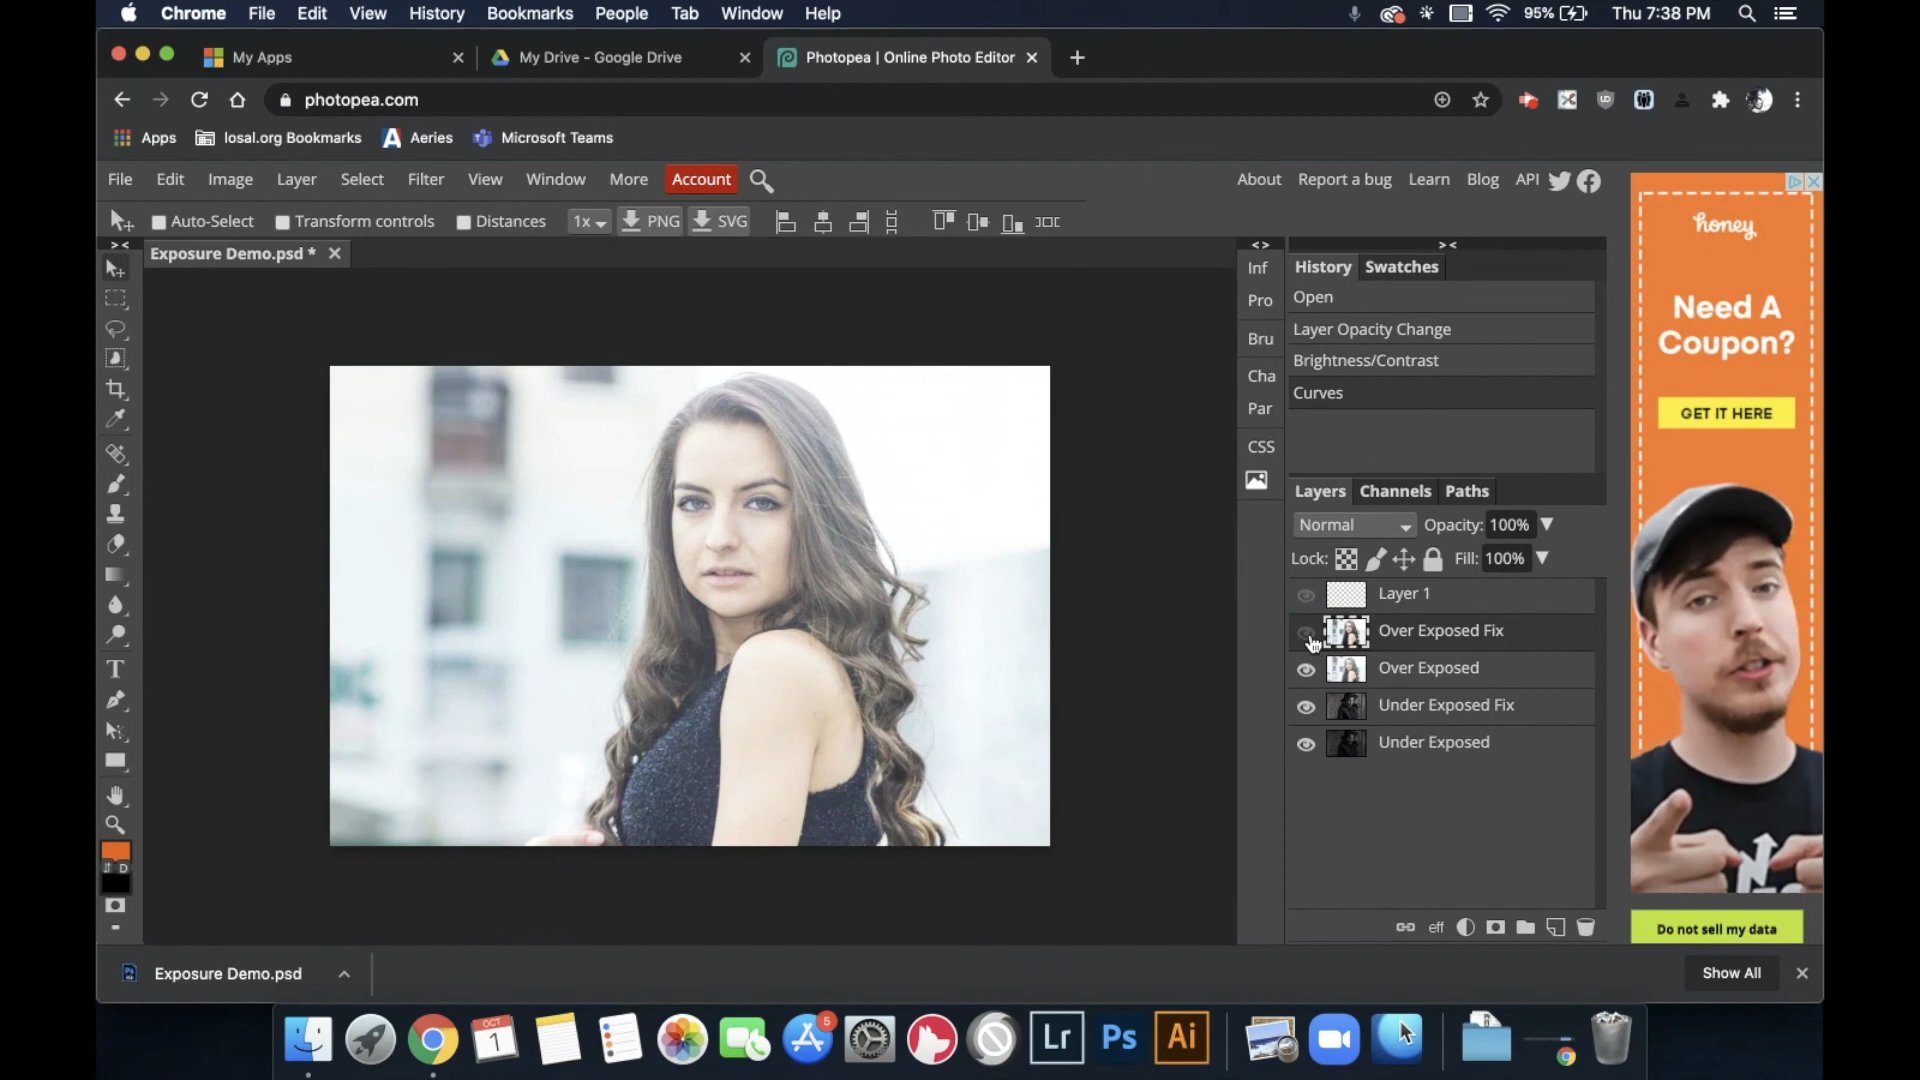 Chrome File Edit View History Bookmarks People Tab Window Help 95% Thu 7:38 PM
My Apps My Drive - Google Drive Photopea | Online Photo Editor
photopea.com
Apps losal.org Bookmarks Aeries Microsoft Teams
File Edit Image Layer Select Filter View Window More Account About Report a bug Learn Blog API
Auto-Select Transform controls Distances 1x PNG SVG
Exposure Demo.psd *
Inf
Pro
Bru
Cha
Par
CSS
History Swatches
Open
Layer Opacity Change
Brightness/Contrast
Curves
Layers Channels Paths
Normal Opacity: 100%
Lock: Fill: 100%
Layer 1
Over Exposed Fix
Over Exposed
Under Exposed Fix
Under Exposed
eff
T
D
honey
Need A
Coupon?
GET IT HERE
Do not sell my data
Exposure Demo.psd Show All
OCT
1
5
Lr Ps Ai